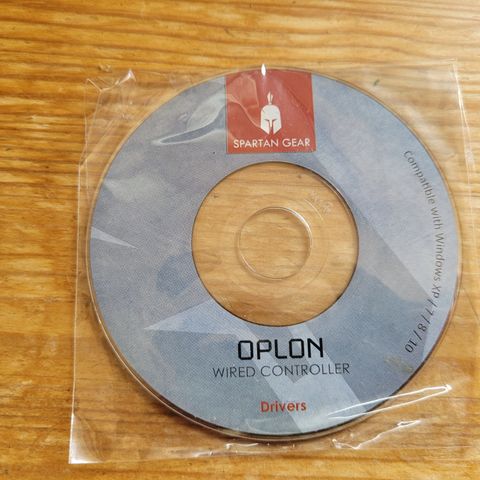 SPARTAN GEAR
Compatible with Windows XP / 7 / 8 / 10
OPLON
WIRED CONTROLLER
Drivers